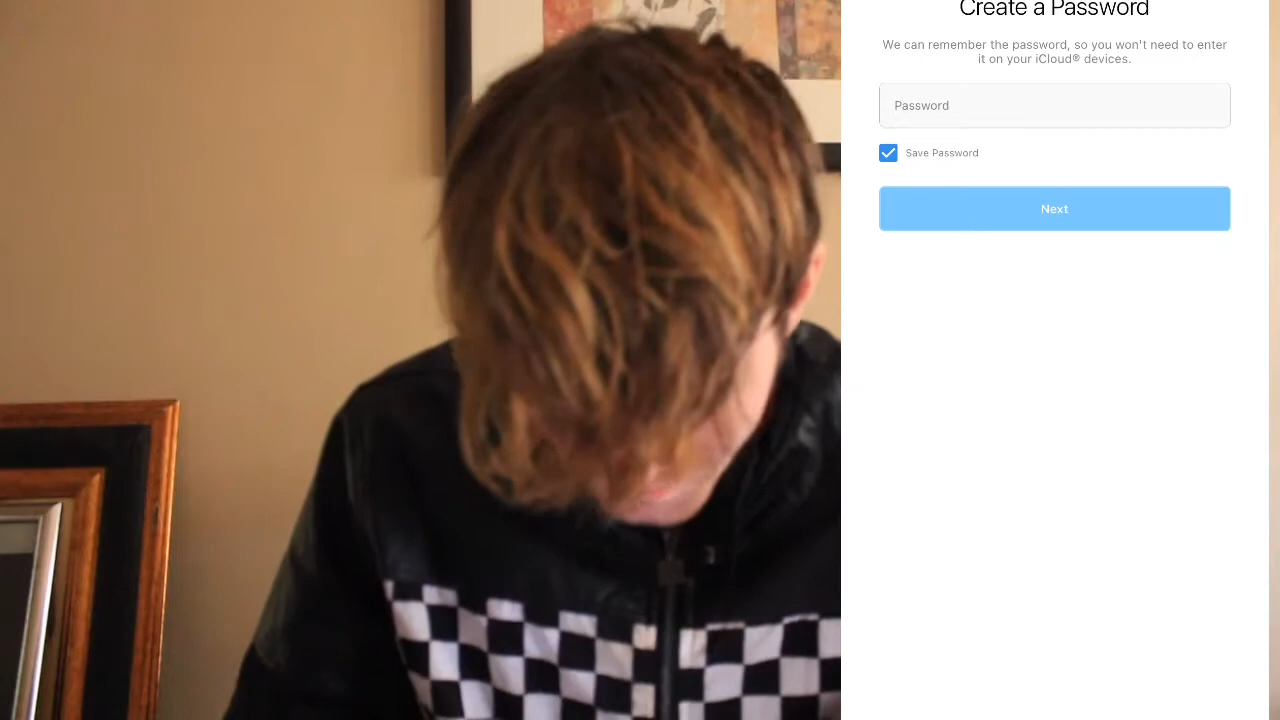 Create a Password
We can remember the password, so you won't need to enter
it on your iCloud® devices.
Password
Save Password
Next